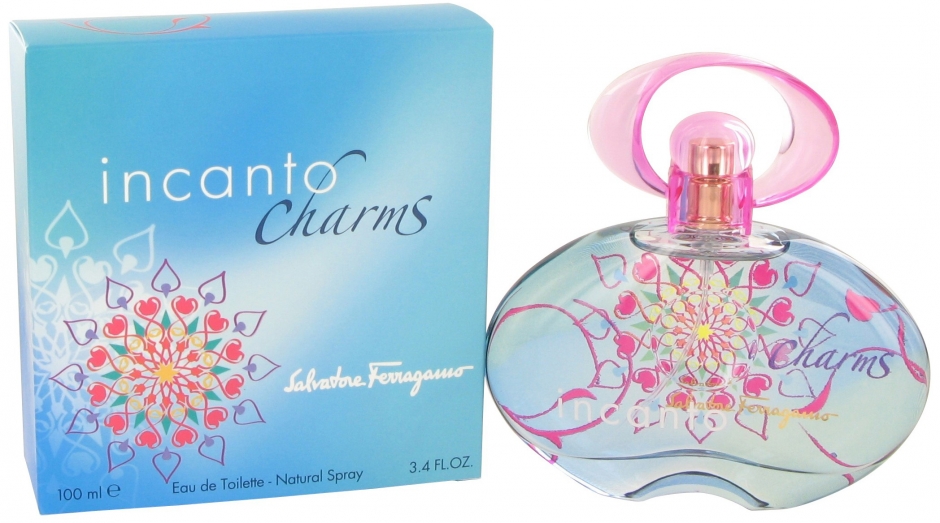 incanto
Charms
Salvatore Ferragamo
100 ml e
Eau de Toilette - Natural Spray
3.4 FL.OZ.
Charms
incanto
Salvatore Ferragamo